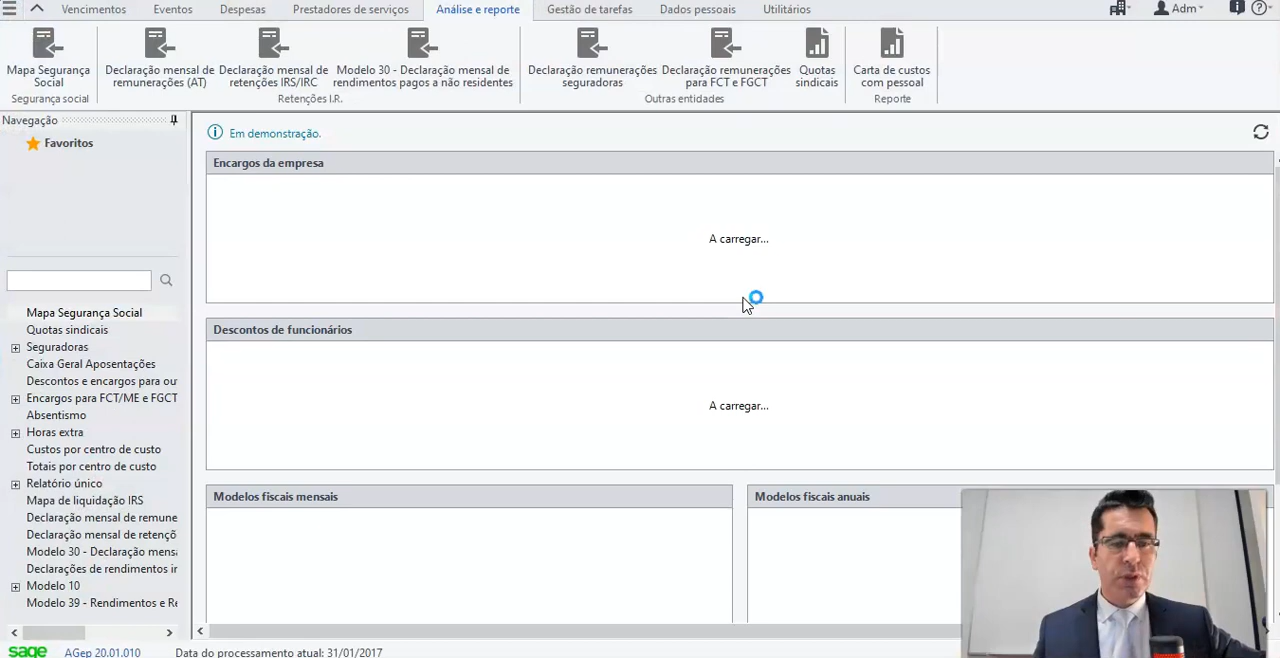 Vencimentos Eventos Despesas Prestadores de serviços Análise e reporte Gestão de tarefas Dados pessoais Utilitários Adm
Mapa Segurança Social
Declaração mensal de remunerações (AT)
Declaração mensal de retenções IRS/IRC
Modelo 30 - Declaração mensal de rendimentos pagos a não residentes
Declaração remunerações seguradoras
Declaração remunerações para FCT e FGCT
Quotas sindicais
Carta de custos com pessoal
Segurança social Retenções I.R. Outras entidades Reporte
Navegação
Favoritos
Mapa Segurança Social
Quotas sindicais
Seguradoras
Caixa Geral Aposentações
Descontos e encargos para ou
Encargos para FCT/ME e FGCT
Absentismo
Horas extra
Custos por centro de custo
Totais por centro de custo
Relatório único
Mapa de liquidação IRS
Declaração mensal de remune
Declaração mensal de retençõ
Modelo 30 - Declaração mens
Declarações de rendimentos i
Modelo 10
Modelo 39 - Rendimentos e Re
Em demonstração.
Encargos da empresa
A carregar...
Descontos de funcionários
A carregar...
Modelos fiscais mensais
Modelos fiscais anuais
sage AGep 20.01.010 Data do processamento atual: 31/01/2017